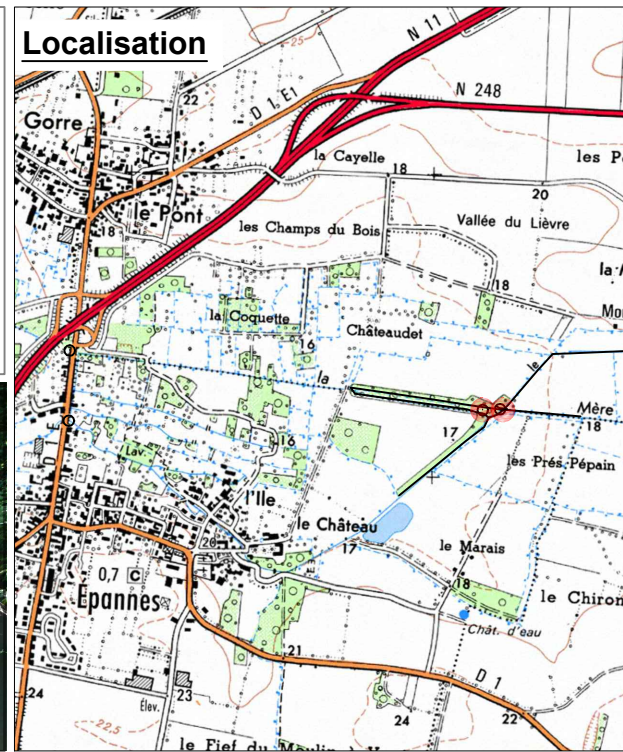 Localisation
25
N 11
22
D 1 E1
N 248
Gorre
la Cayelle
18
les P
20
le Pont
18
les Champs du Bois
Vallée du Lièvre
la
18
Mo
la Coquette
Châteaudet
16
le
la
Mère
18
17
16
les Prés Pépain
Lav.
D 1 E
l'Ile
le Château
17
le Marais
20
18
0,7 C
le Chiron
Epannes
Chât. d'eau
21
D 1
24
23
Élev.
24
22
22,5
le Fief du Moulin à V